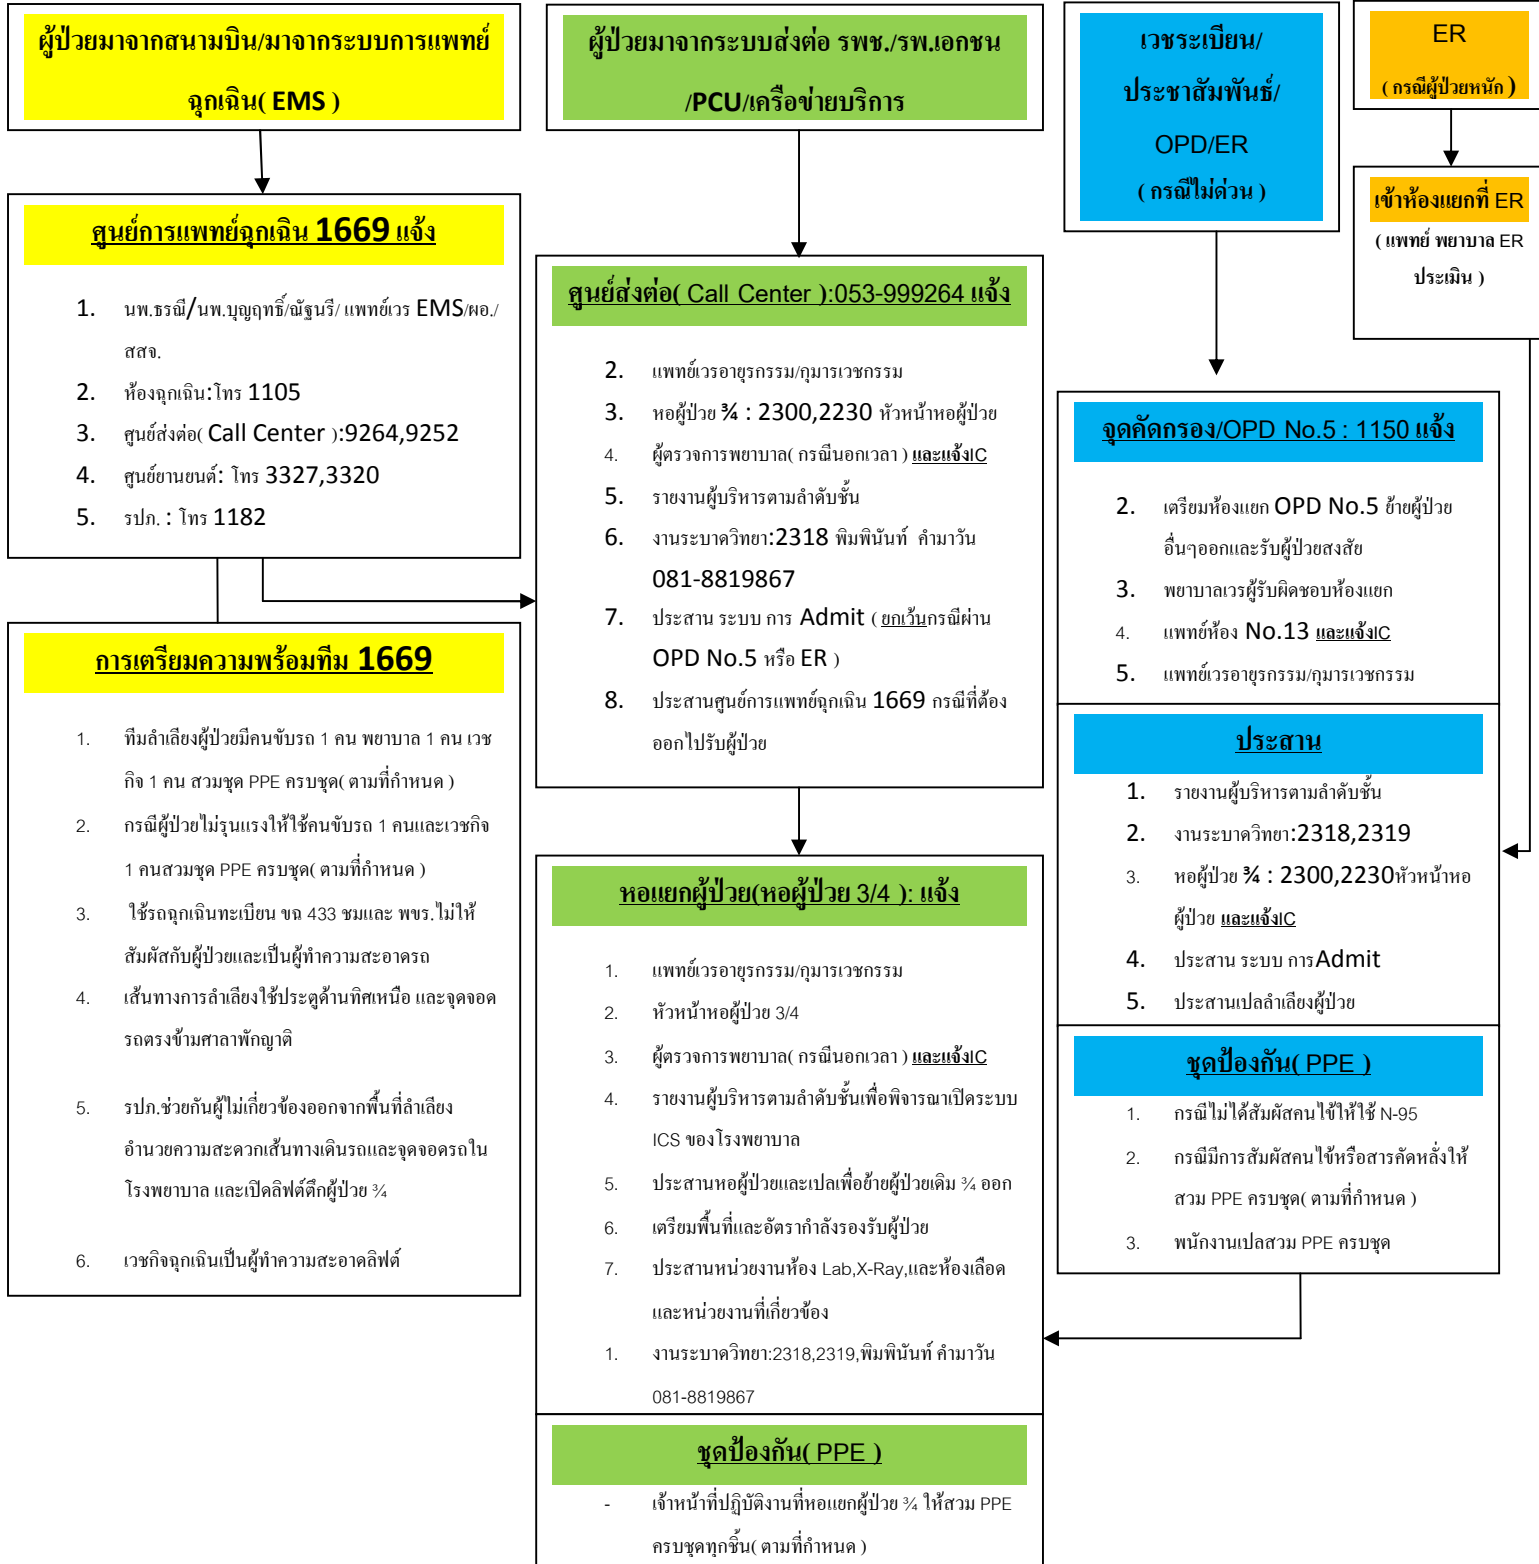 ผู้ป่วยมาจากสนามบิน/มาจากระบบการแพทย์
ฉุกเฉิน( EMS )
ศูนย์การแพทย์ฉุกเฉิน 1669 แจ้ง
1. นพ.ธรณี/นพ.บุญฤทธิ์/ณัฐนรี/ แพทย์เวร EMS/ผอ./
สสจ.
2. ห้องฉุกเฉิน:โทร 1105
3. ศูนย์ส่งต่อ( Call Center ):9264,9252
4. ศูนย์ยานยนต์: โทร 3327,3320
5. รปภ. : โทร 1182
การเตรียมความพร้อมทีม 1669
1. ทีมลำเลียงผู้ป่วยมีคนขับรถ 1 คน พยาบาล 1 คน เวช
กิจ 1 คน สวมชุด PPE ครบชุด( ตามที่กำหนด )
2. กรณีผู้ป่วยไม่รุนแรงให้ใช้คนขับรถ 1 คนและเวชกิจ
1 คนสวมชุด PPE ครบชุด( ตามที่กำหนด )
3. ใช้รถฉุกเฉินทะเบียน ขฉ 433 ชมและ พขร.ไม่ให้
สัมผัสกับผู้ป่วยและเป็นผู้ทำความสะอาดรถ
4. เส้นทางการลำเลียงใช้ประตูด้านทิศเหนือ และจุดจอด
รถตรงข้ามศาลาพักญาติ
5. รปภ.ช่วยกันผู้ไม่เกี่ยวข้องออกจากพื้นที่ลำเลียง
อำนวยความสะดวกเส้นทางเดินรถและจุดจอดรถใน
โรงพยาบาล และเปิดลิฟต์ตึกผู้ป่วย ¾
6. เวชกิจฉุกเฉินเป็นผู้ทำความสะอาดลิฟต์
ผู้ป่วยมาจากระบบส่งต่อ รพช./รพ.เอกชน
/PCU/เครือข่ายบริการ
ศูนย์ส่งต่อ( Call Center ):053-999264 แจ้ง
2. แพทย์เวรอายุรกรรม/กุมารเวชกรรม
3. หอผู้ป่วย ¾ : 2300,2230 หัวหน้าหอผู้ป่วย
4. ผู้ตรวจการพยาบาล( กรณีนอกเวลา ) และแจ้งIC
5. รายงานผู้บริหารตามลำดับชั้น
6. งานระบาดวิทยา:2318 พิมพินันท์ คำมาวัน
081-8819867
7. ประสาน ระบบ การ Admit ( ยกเว้นกรณีผ่าน
OPD No.5 หรือ ER )
8. ประสานศูนย์การแพทย์ฉุกเฉิน 1669 กรณีที่ต้อง
ออกไปรับผู้ป่วย
หอแยกผู้ป่วย(หอผู้ป่วย 3/4 ): แจ้ง
1. แพทย์เวรอายุรกรรม/กุมารเวชกรรม
2. หัวหน้าหอผู้ป่วย 3/4
3. ผู้ตรวจการพยาบาล( กรณีนอกเวลา ) และแจ้งIC
4. รายงานผู้บริหารตามลำดับชั้นเพื่อพิจารณาเปิดระบบ
ICS ของโรงพยาบาล
5. ประสานหอผู้ป่วยและเปลเพื่อย้ายผู้ป่วยเดิม ¾ ออก
6. เตรียมพื้นที่และอัตรากำลังรองรับผู้ป่วย
7. ประสานหน่วยงานห้อง Lab,X-Ray,และห้องเลือด
และหน่วยงานที่เกี่ยวข้อง
1. งานระบาดวิทยา:2318,2319,พิมพินันท์ คำมาวัน
081-8819867
ชุดป้องกัน( PPE )
- เจ้าหน้าที่ปฏิบัติงานที่หอแยกผู้ป่วย ¾ ให้สวม PPE
ครบชุดทุกชิ้น( ตามที่กำหนด )
เวชระเบียน/
ประชาสัมพันธ์/
OPD/ER
( กรณีไม่ด่วน )
ER
( กรณีผู้ป่วยหนัก )
เข้าห้องแยกที่ ER
( แพทย์ พยาบาล ER
ประเมิน )
จุดคัดกรอง/OPD No.5 : 1150 แจ้ง
2. เตรียมห้องแยก OPD No.5 ย้ายผู้ป่วย
อื่นๆออกและรับผู้ป่วยสงสัย
3. พยาบาลเวรผู้รับผิดชอบห้องแยก
4. แพทย์ห้อง No.13 และแจ้งIC
5. แพทย์เวรอายุรกรรม/กุมารเวชกรรม
ประสาน
1. รายงานผู้บริหารตามลำดับชั้น
2. งานระบาดวิทยา:2318,2319
3. หอผู้ป่วย ¾ : 2300,2230หัวหน้าหอ
ผู้ป่วย และแจ้งIC
4. ประสาน ระบบ การAdmit
5. ประสานเปลลำเลียงผู้ป่วย
ชุดป้องกัน( PPE )
1. กรณีไม่ได้สัมผัสคนไข้ให้ใช้ N-95
2. กรณีมีการสัมผัสคนไข้หรือสารคัดหลั่งให้
สวม PPE ครบชุด( ตามที่กำหนด )
3. พนักงานเปลสวม PPE ครบชุด